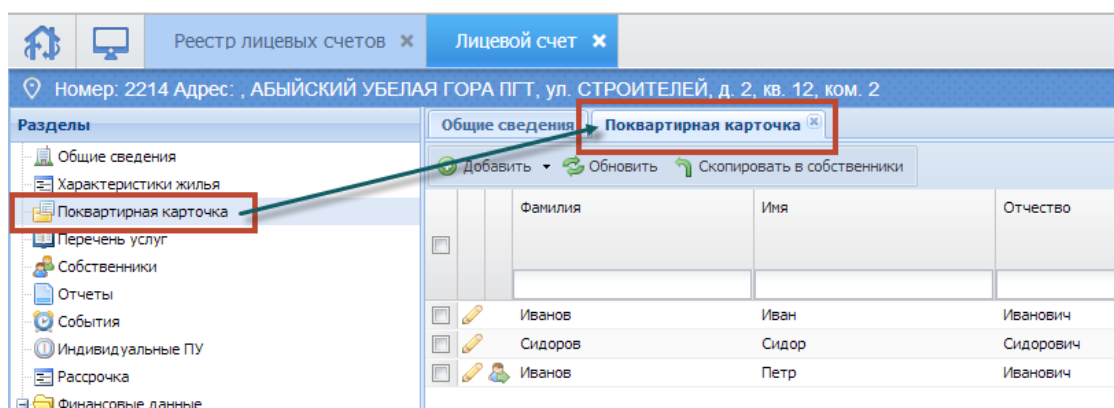 Реестр лицевых счетов
Лицевой счет
Номер: 2214 Адрес: , АБЫЙСКИЙ УБЕЛАЯ ГОРА ПГТ, ул. СТРОИТЕЛЕЙ, д. 2, кв. 12, ком. 2
Разделы
Общие сведения
Характеристики жилья
Поквартирная карточка
Перечень услуг
Собственники
Отчеты
События
Индивидуальные ПУ
Рассрочка
Финансовые данные
Общие сведения
Поквартирная карточка
Добавить Обновить Скопировать в собственники
Фамилия Имя Отчество
Иванов Иван Иванович
Сидоров Сидор Сидорович
Иванов Петр Иванович